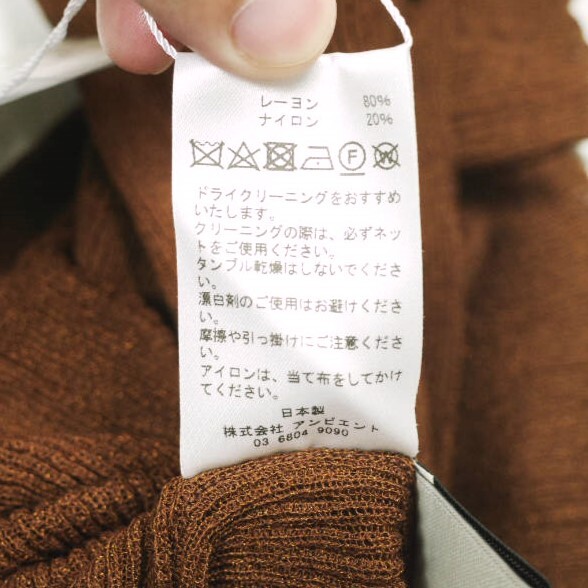 レーヨン 80%
ナイロン 20%
F W
ドライクリーニングをおすすめ
いたします。
クリーニングの際は、必ずネッ
トをご使用ください。
タンブル乾燥はしないでくださ
い。
漂白剤のご使用はお避けくださ
い。
摩擦や引っ掛けにご注意くださ
い。
アイロンは、当て布をしてかけ
てください。
日本製
株式会社 アンビエント
03 6804 9090